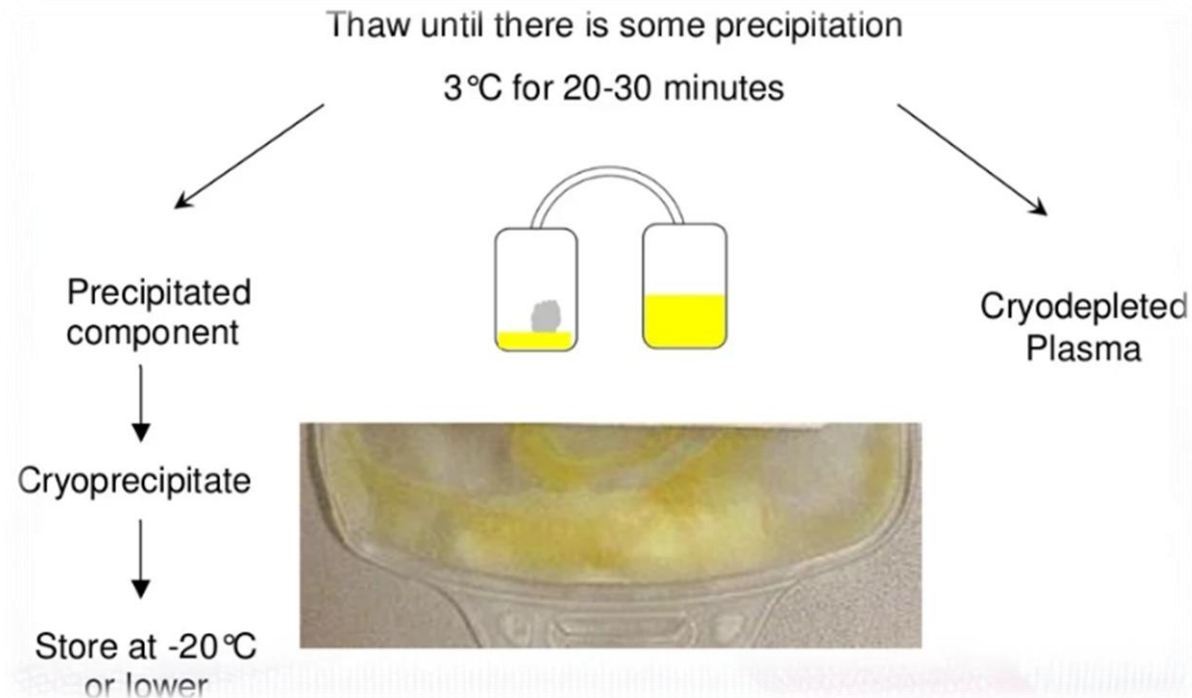 Thaw until there is some precipitation
3°C for 20-30 minutes
Precipitated
component
Cryodepleted
Plasma
Cryoprecipitate
Store at -20°C
or lower